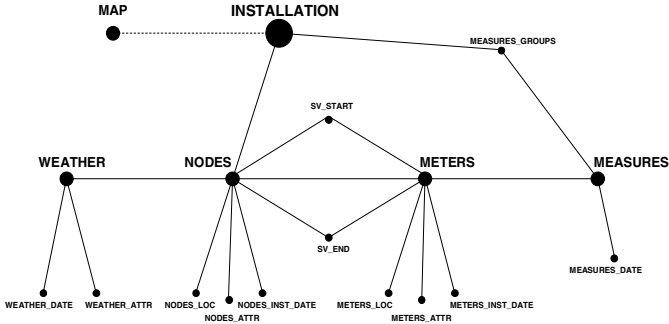 MAP
INSTALLATION
MEASURES_GROUPS
SV_START
WEATHER
NODES
METERS
MEASURES
SV_END
MEASURES_DATE
WEATHER_DATE
WEATHER_ATTR
NODES_LOC
NODES_INST_DATE
METERS_LOC
METERS_INST_DATE
NODES_ATTR
METERS_ATTR